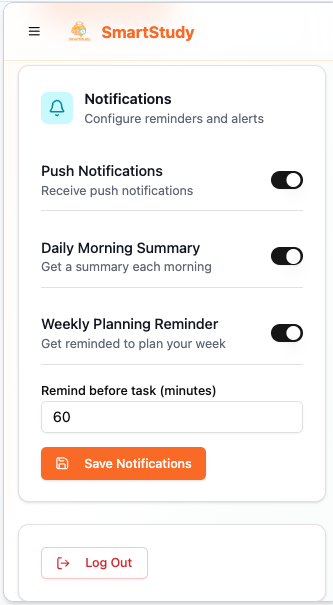 SmartStudy
Notifications
Configure reminders and alerts
Push Notifications
Receive push notifications
Daily Morning Summary
Get a summary each morning
Weekly Planning Reminder
Get reminded to plan your week
Remind before task (minutes)
60
Save Notifications
Log Out